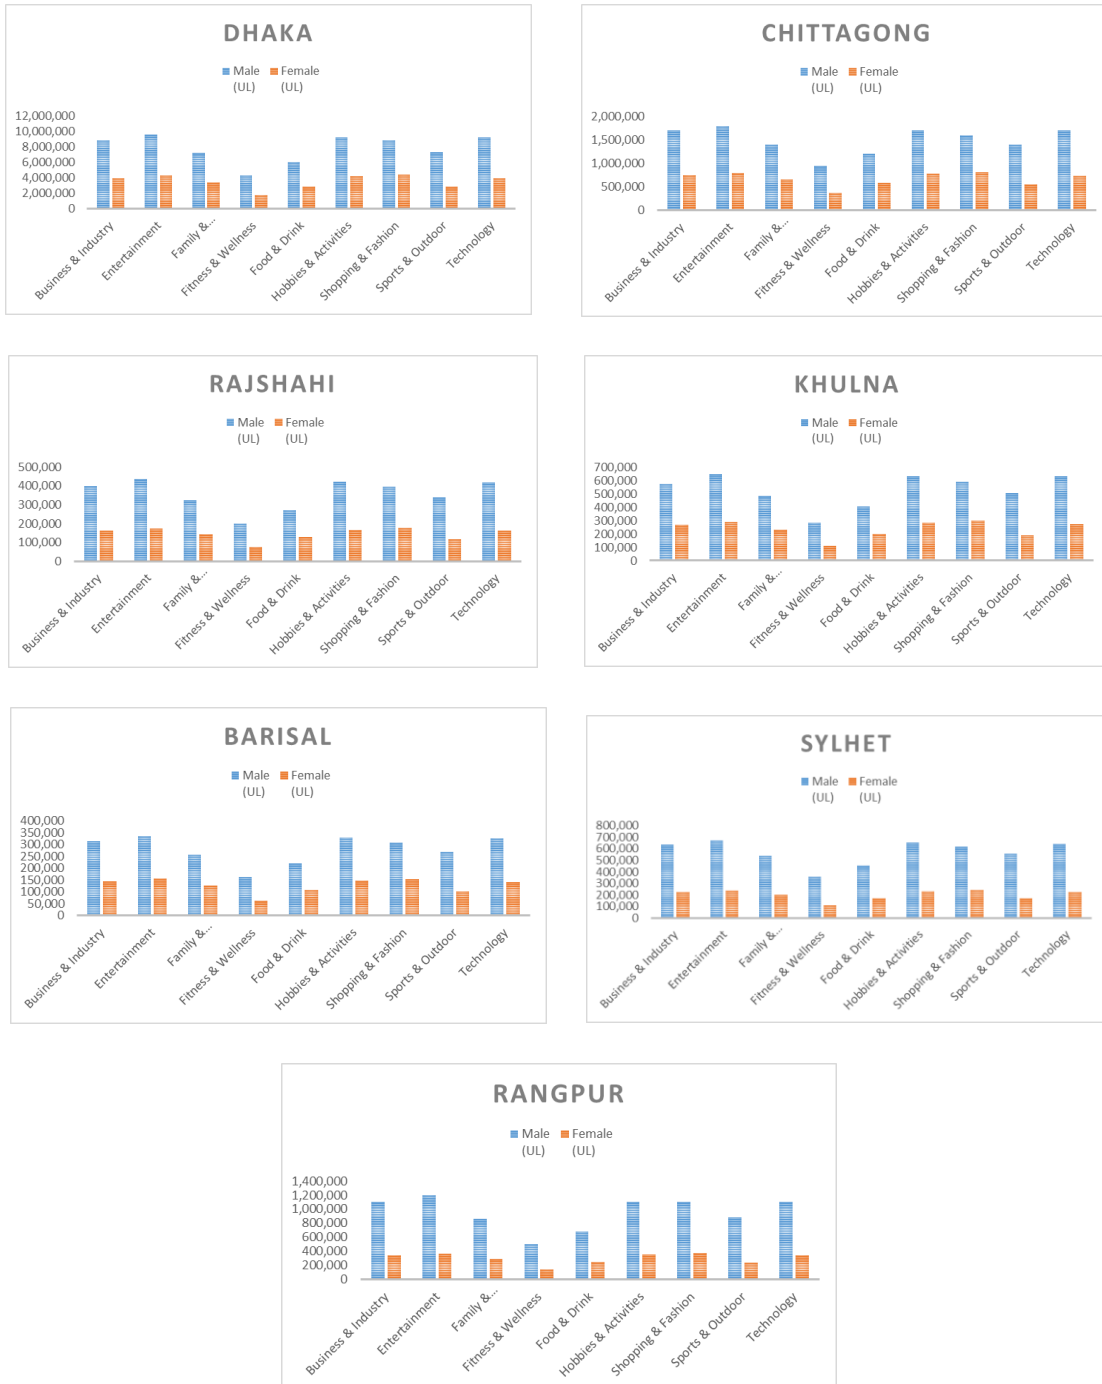 DHAKA
Male (UL) Female (UL)
12,000,000
10,000,000
8,000,000
6,000,000
4,000,000
2,000,000
0
Business & Industry
Entertainment
Family &...
Fitness & Wellness
Food & Drink
Hobbies & Activities
Shopping & Fashion
Sports & Outdoor
Technology
CHITTAGONG
Male (UL) Female (UL)
2,000,000
1,500,000
1,000,000
500,000
0
Business & Industry
Entertainment
Family &...
Fitness & Wellness
Food & Drink
Hobbies & Activities
Shopping & Fashion
Sports & Outdoor
Technology
RAJSHAHI
Male (UL) Female (UL)
500,000
400,000
300,000
200,000
100,000
0
Business & Industry
Entertainment
Family &...
Fitness & Wellness
Food & Drink
Hobbies & Activities
Shopping & Fashion
Sports & Outdoor
Technology
KHULNA
Male (UL) Female (UL)
700,000
600,000
500,000
400,000
300,000
200,000
100,000
0
Business & Industry
Entertainment
Family &...
Fitness & Wellness
Food & Drink
Hobbies & Activities
Shopping & Fashion
Sports & Outdoor
Technology
BARISAL
Male (UL) Female (UL)
400,000
350,000
300,000
250,000
200,000
150,000
100,000
50,000
0
Business & Industry
Entertainment
Family &...
Fitness & Wellness
Food & Drink
Hobbies & Activities
Shopping & Fashion
Sports & Outdoor
Technology
SYLHET
Male (UL) Female (UL)
800,000
700,000
600,000
500,000
400,000
300,000
200,000
100,000
0
Business & Industry
Entertainment
Family &...
Fitness & Wellness
Food & Drink
Hobbies & Activities
Shopping & Fashion
Sports & Outdoor
Technology
RANGPUR
Male (UL) Female (UL)
1,400,000
1,200,000
1,000,000
800,000
600,000
400,000
200,000
0
Business & Industry
Entertainment
Family &...
Fitness & Wellness
Food & Drink
Hobbies & Activities
Shopping & Fashion
Sports & Outdoor
Technology